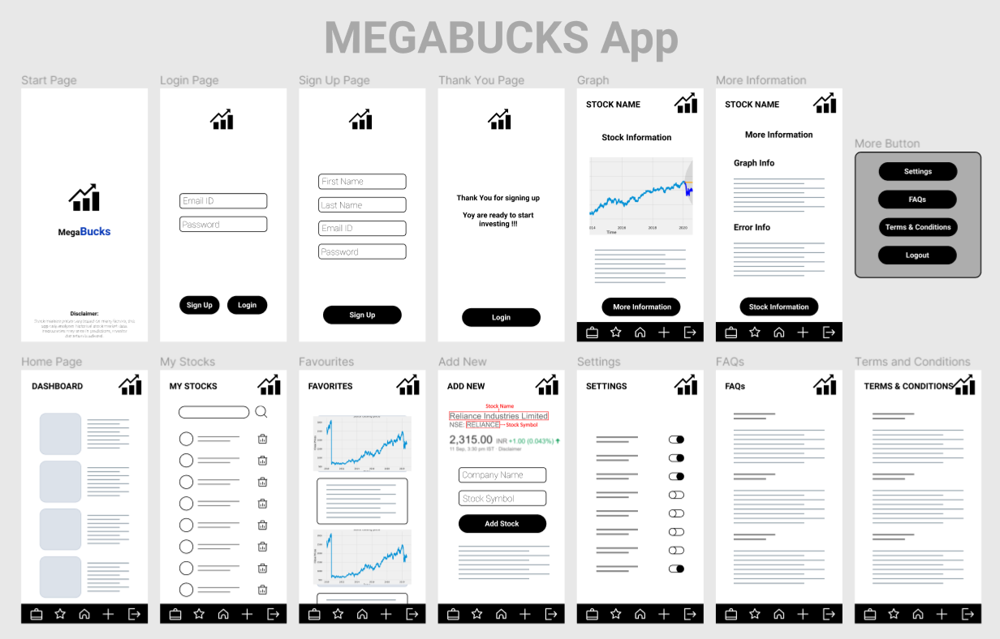 MEGABUCKS App
Start Page
MegaBucks
Disclaimer:
Login Page
Email ID
Password
Sign Up
Login
Sign Up Page
First Name
Last Name
Email ID
Password
Sign Up
Thank You Page
Thank You for signing up
Yoy are ready to start
investing !!!
Login
Graph
STOCK NAME
Stock Information
014 2016 2018 2020
Time
More Information
More Information
STOCK NAME
More Information
Graph Info
Error Info
Stock Information
More Button
Settings
FAQs
Terms & Conditions
Logout
Home Page
DASHBOARD
My Stocks
MY STOCKS
Favourites
FAVORITES
Add New
ADD NEW
Stock Name
Reliance Industries Limited
NSE: RELIANCE Stock Symbol
2,315.00 INR +1.00 (0.043%)
11 Sep, 3:30 pm IST · Disclaimer
Company Name
Stock Symbol
Add Stock
Settings
SETTINGS
FAQs
FAQs
Terms and Conditions
TERMS & CONDITIONS